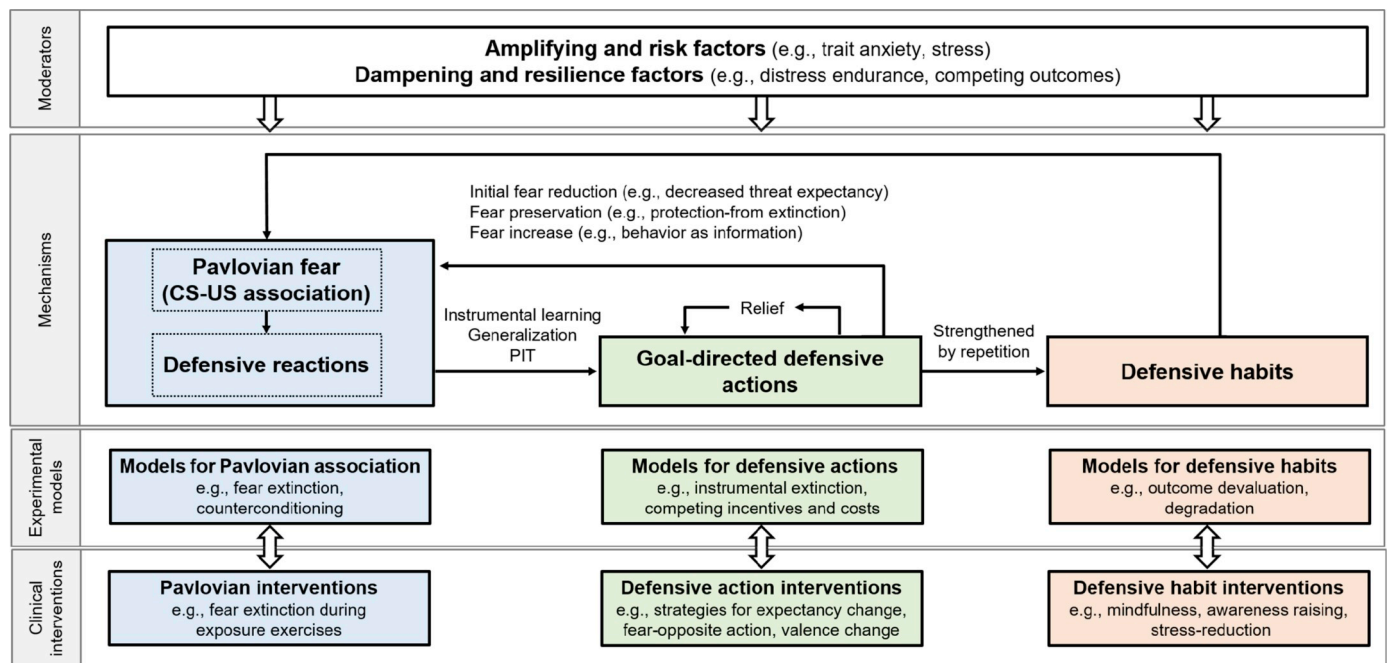 Moderators
Amplifying and risk factors (e.g., trait anxiety, stress)
Dampening and resilience factors (e.g., distress endurance, competing outcomes)
Mechanisms
Initial fear reduction (e.g., decreased threat expectancy)
Fear preservation (e.g., protection-from extinction)
Fear increase (e.g., behavior as information)
Pavlovian fear
(CS-US association)
Defensive reactions
Instrumental learning
Generalization
PIT
Relief
Goal-directed defensive
actions
Strengthened
by repetition
Defensive habits
Experimental
models
Models for Pavlovian association
e.g., fear extinction,
counterconditioning
Models for defensive actions
e.g., instrumental extinction,
competing incentives and costs
Models for defensive habits
e.g., outcome devaluation,
degradation
Clinical
interventions
Pavlovian interventions
e.g., fear extinction during
exposure exercises
Defensive action interventions
e.g., strategies for expectancy change,
fear-opposite action, valence change
Defensive habit interventions
e.g., mindfulness, awareness raising,
stress-reduction